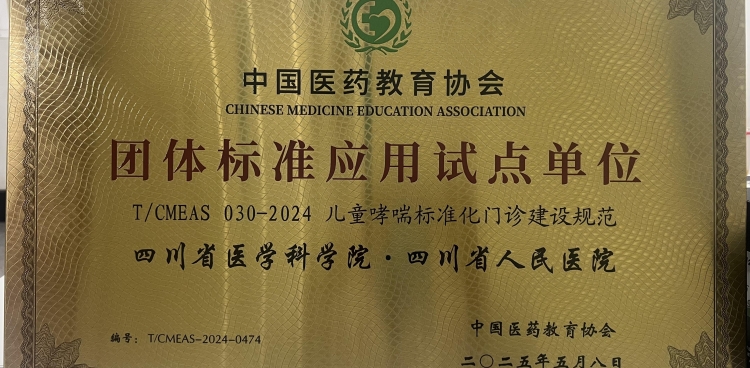 中国医药教育协会
CHINESE MEDICINE EDUCATION ASSOCIATION
团体标准应用试点单位
T/CMEAS 030-2024 儿童哮喘标准化门诊建设规范
四川省医学科学院·四川省人民医院
编号：T/CMEAS-2024-0474
中国医药教育协会
二〇二五年五月八日